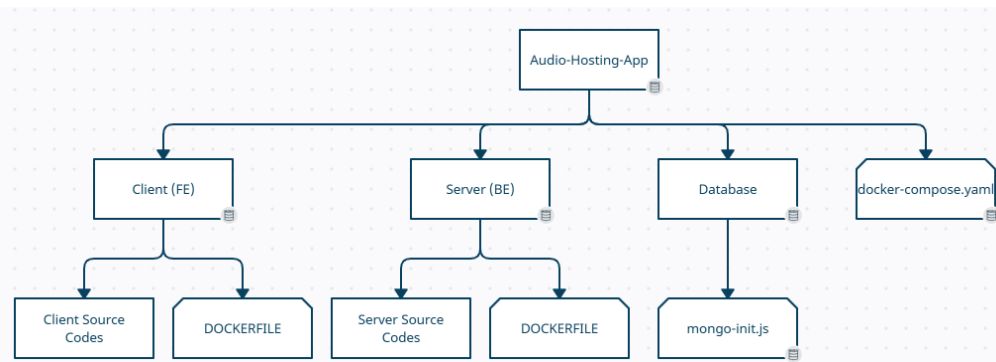 Audio-Hosting-App
Client (FE)
Server (BE)
Database
docker-compose.yaml
Client Source
Codes
DOCKERFILE
Server Source
Codes
DOCKERFILE
mongo-init.js